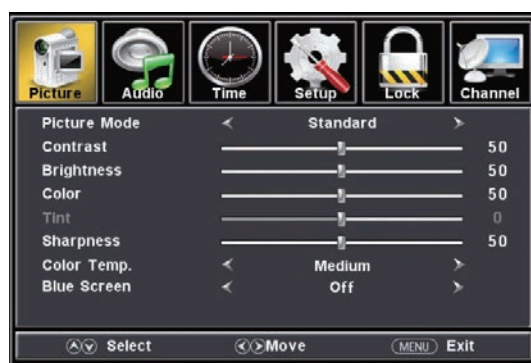 Picture Audio Time Setup Lock Channel
Picture Mode Standard
Contrast 50
Brightness 50
Color 50
Tint 0
Sharpness 50
Color Temp. Medium
Blue Screen Off
Select Move MENU Exit